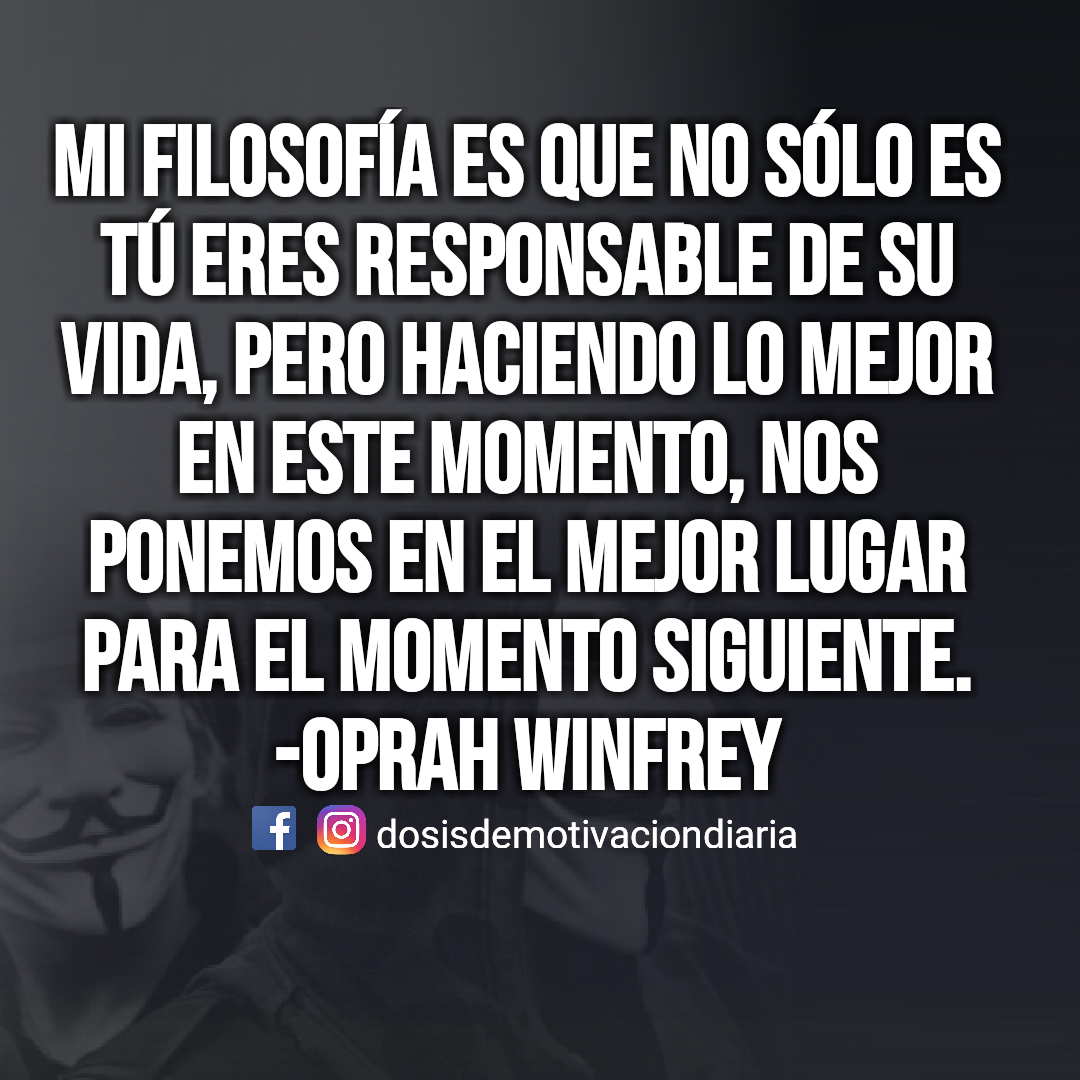 MI FILOSOFÍA ES QUE NO SÓLO ES
TÚ ERES RESPONSABLE DE SU
VIDA, PERO HACIENDO LO MEJOR
EN ESTE MOMENTO, NOS
PONEMOS EN EL MEJOR LUGAR
PARA EL MOMENTO SIGUIENTE.
-OPRAH WINFREY
dosisdemotivaciondiaria